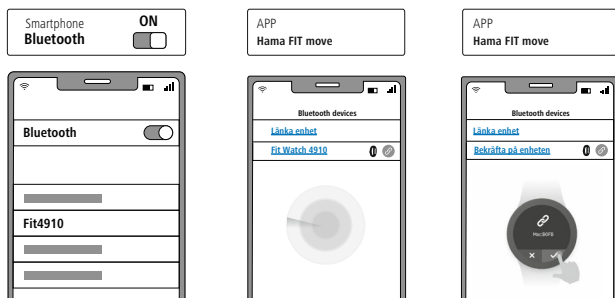 Smartphone
Bluetooth
ON
APP
Hama FIT move
APP
Hama FIT move
Bluetooth
Fit4910
Bluetooth devices
Länka enhet
Fit Watch 4910
Bluetooth devices
Länka enhet
Bekräfta på enheten
MacBKFB